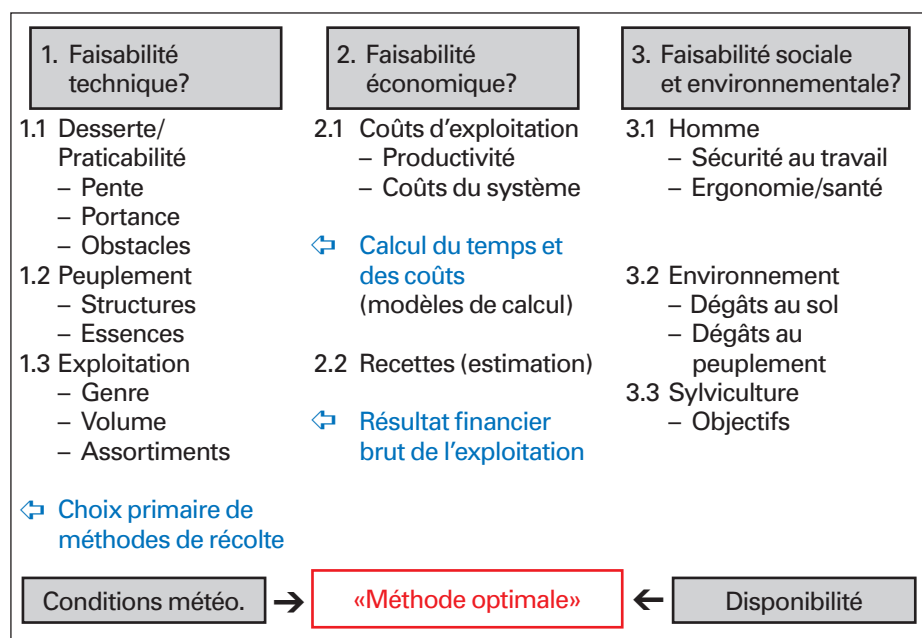 1. Faisabilité
technique?
1.1 Desserte/
Praticabilité
– Pente
– Portance
– Obstacles
1.2 Peuplement
– Structures
– Essences
1.3 Exploitation
– Genre
– Volume
– Assortiments
⇦ Choix primaire de
méthodes de récolte
2. Faisabilité
économique?
2.1 Coûts d'exploitation
– Productivité
– Coûts du système
⇦ Calcul du temps et
des coûts
(modèles de calcul)
2.2 Recettes (estimation)
⇦ Résultat financier
brut de l'exploitation
3. Faisabilité sociale
et environnementale?
3.1 Homme
– Sécurité au travail
– Ergonomie/santé
3.2 Environnement
– Dégâts au sol
– Dégâts au
peuplement
3.3 Sylviculture
– Objectifs
Conditions météo.
«Méthode optimale»
Disponibilité